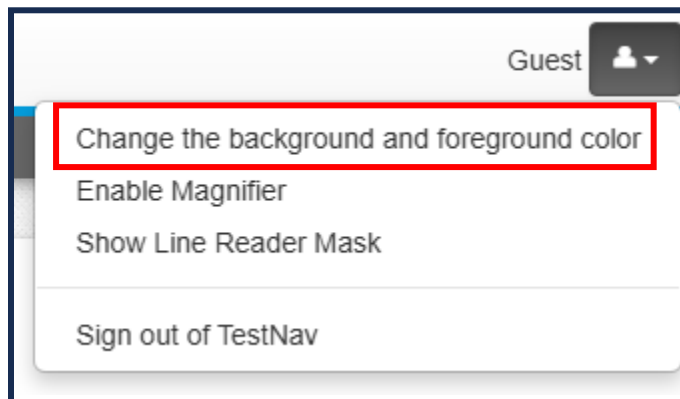 Guest
Change the background and foreground color
Enable Magnifier
Show Line Reader Mask
Sign out of TestNav